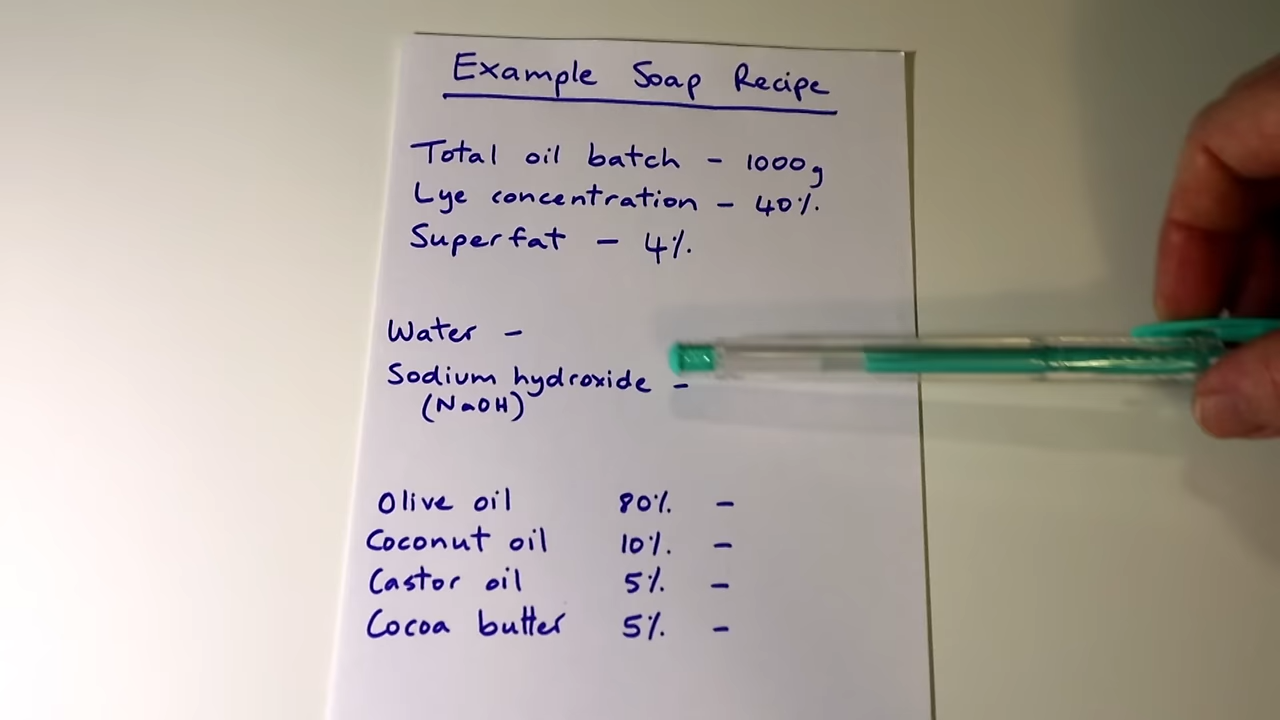 Example Soap Recipe
Total oil batch - 1000g
Lye concentration - 40%
Superfat - 4%
Water -
Sodium hydroxide -
(NaOH)
Olive oil 80% -
Coconut oil 10% -
Castor oil 5% -
Cocoa butter 5% -